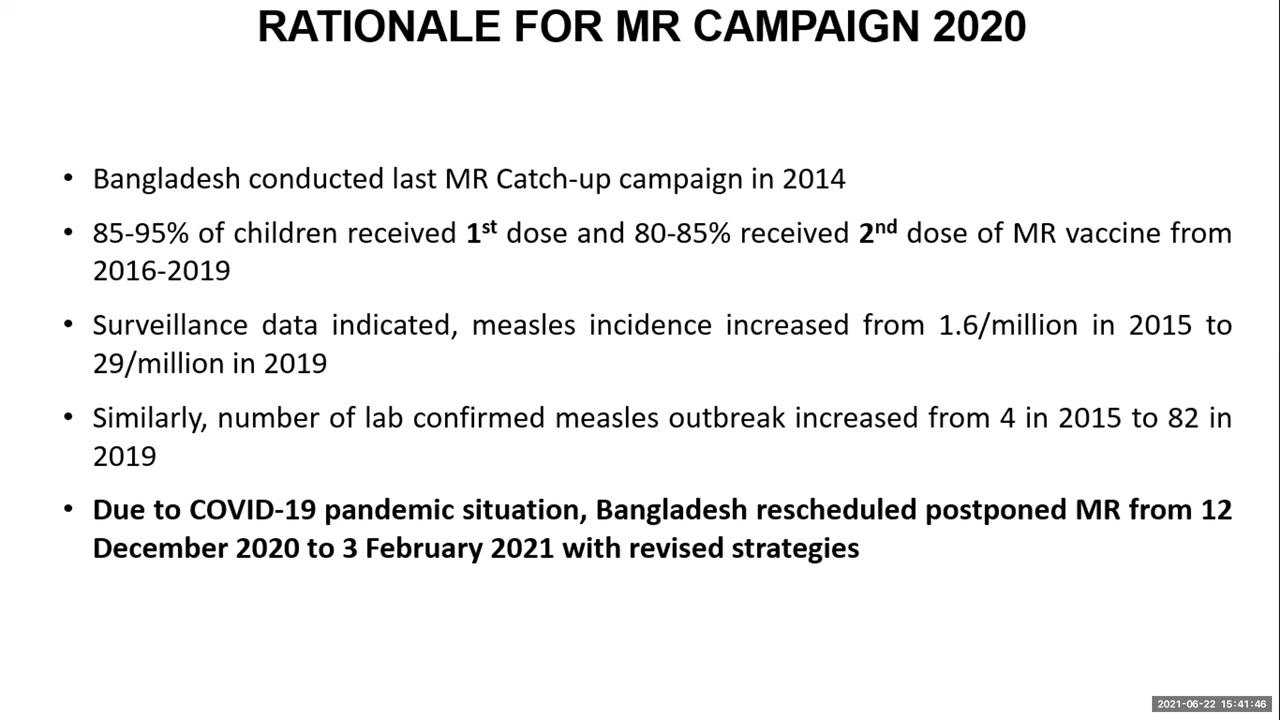 RATIONALE FOR MR CAMPAIGN 2020
• Bangladesh conducted last MR Catch-up campaign in 2014
• 85-95% of children received 1st dose and 80-85% received 2nd dose of MR vaccine from
2016-2019
• Surveillance data indicated, measles incidence increased from 1.6/million in 2015 to
29/million in 2019
• Similarly, number of lab confirmed measles outbreak increased from 4 in 2015 to 82 in
2019
• Due to COVID-19 pandemic situation, Bangladesh rescheduled postponed MR from 12
December 2020 to 3 February 2021 with revised strategies
2021-06-22 15:41:46